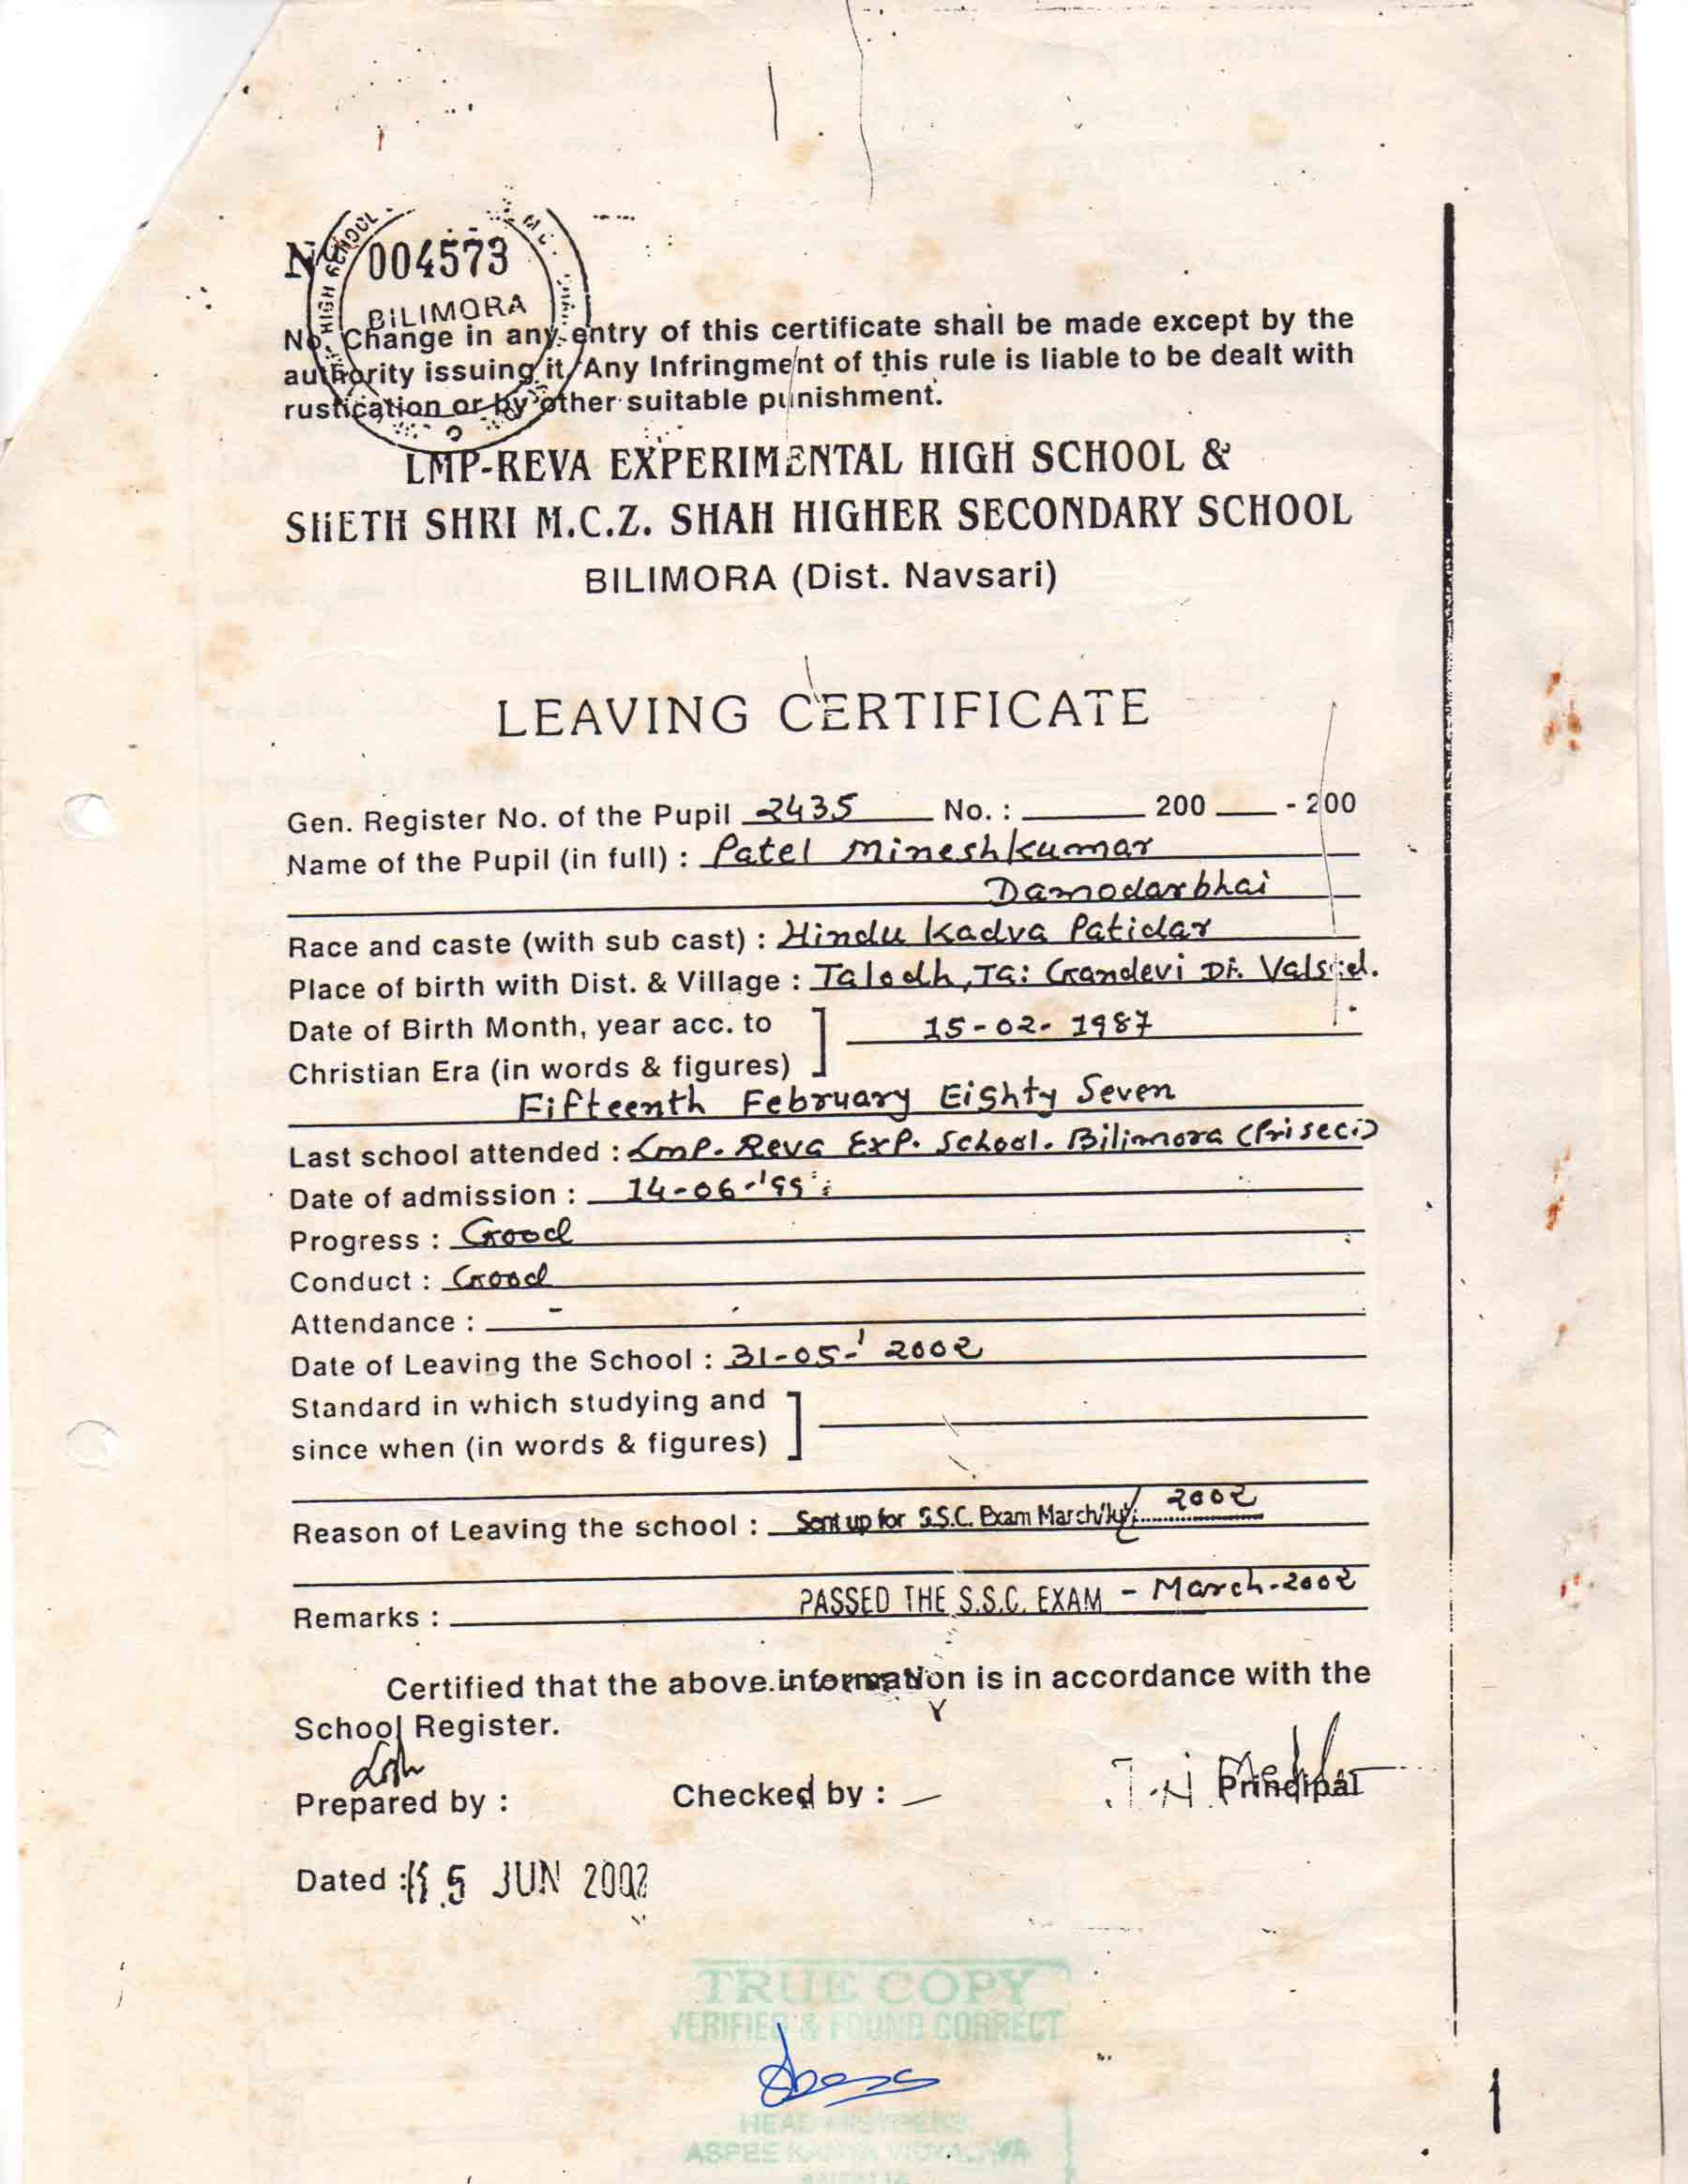 No 004573
HIGH SCHOOL
M.C.
BILIMORA
No. Change in any entry of this certificate shall be made except by the
authority issuing it. Any Infringment of this rule is liable to be dealt with
rustication or by other suitable punishment.
LMP-REVA EXPERIMENTAL HIGH SCHOOL &
SHETH SHRI M.C.Z. SHAH HIGHER SECONDARY SCHOOL
BILIMORA (Dist. Navsari)
LEAVING CERTIFICATE
Gen. Register No. of the Pupil 2435 No. : 200 - 200
Name of the Pupil (in full) : Patel Mineshkumar
Damodarbhai
Race and caste (with sub cast) : Hindu Kadva Patidar
Place of birth with Dist. & Village : Talodh, Ta: Gandevi Di. Valsad.
Date of Birth Month, year acc. to
15-02-1987
Christian Era (in words & figures)
Fifteenth February Eighty Seven
Last school attended : Lmp. Reva Exp. School. Bilimora (Pri sec)
Date of admission : 14-06-'99
Progress : Good
Conduct : Good
Attendance : -
Date of Leaving the School : 31-05-' 2002
Standard in which studying and
since when (in words & figures)
Reason of Leaving the school : Sent up for S.S.C. Exam March/ 2002
Remarks : PASSED THE S.S.C. EXAM - March-2002
Certified that the above information is in accordance with the
School Register.
Prepared by : Checked by : — Principal
Dated : 5 JUN 2002
TRUE COPY
VERIFIED & FOUND CORRECT
HEAD
ASPEE KANYA VIDYALAYA
1